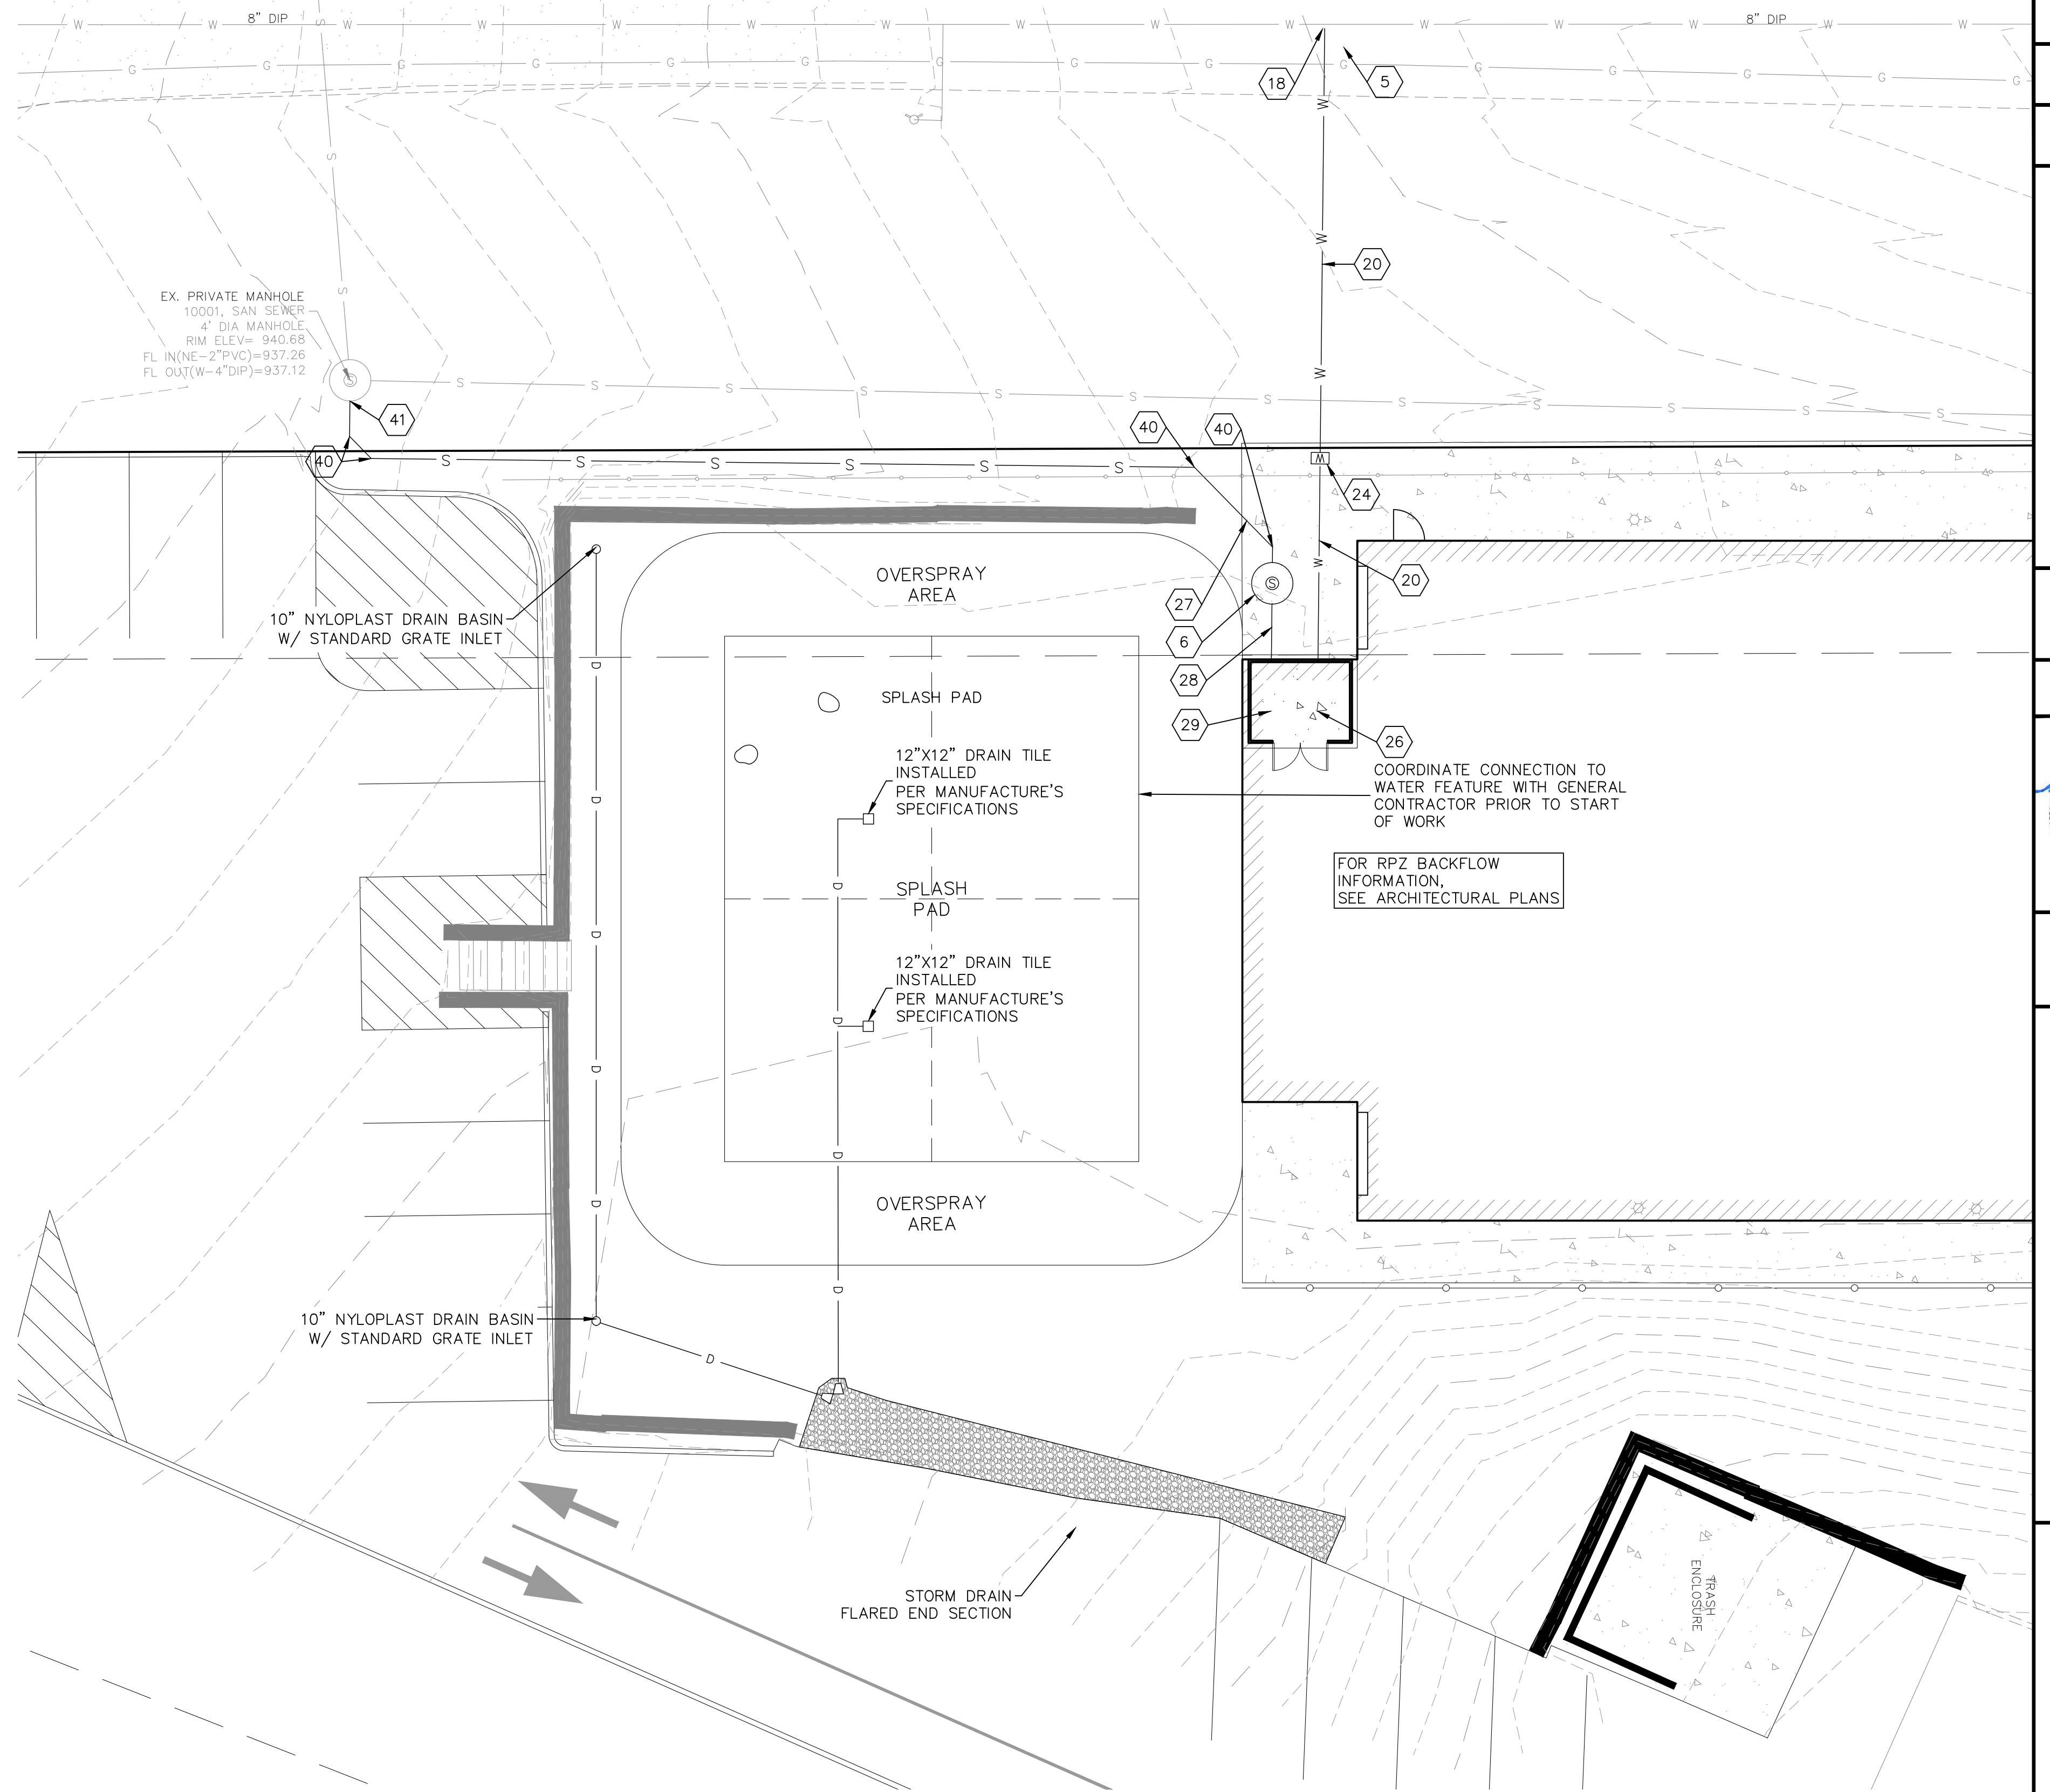 8" DIP
8" DIP
W W W W W W W W W W W W W W W
G G G G G G G G G G G G G G G
S
18
5
W
S
W
20
S
EX. PRIVATE MANHOLE
10001, SAN SEWER
4' DIA MANHOLE
RIM ELEV= 940.68
FL IN(NE-2"PVC)=937.26
FL OUT(W-4"DIP)=937.12
S
W
S S S S S S S S S S S S
41
40
40
40
S S S S S S
W
24
27
S
W
20
6
28
29
26
10" NYLOPLAST DRAIN BASIN
W/ STANDARD GRATE INLET
OVERSPRAY
AREA
D
D
D
D
D
SPLASH PAD
12"X12" DRAIN TILE
INSTALLED
PER MANUFACTURE'S
SPECIFICATIONS
COORDINATE CONNECTION TO
WATER FEATURE WITH GENERAL
CONTRACTOR PRIOR TO START
OF WORK
FOR RPZ BACKFLOW
INFORMATION,
SEE ARCHITECTURAL PLANS
D
SPLASH
PAD
12"X12" DRAIN TILE
INSTALLED
PER MANUFACTURE'S
SPECIFICATIONS
D
D
D
OVERSPRAY
AREA
10" NYLOPLAST DRAIN BASIN
W/ STANDARD GRATE INLET
D
STORM DRAIN
FLARED END SECTION
TRASH
ENCLOSURE